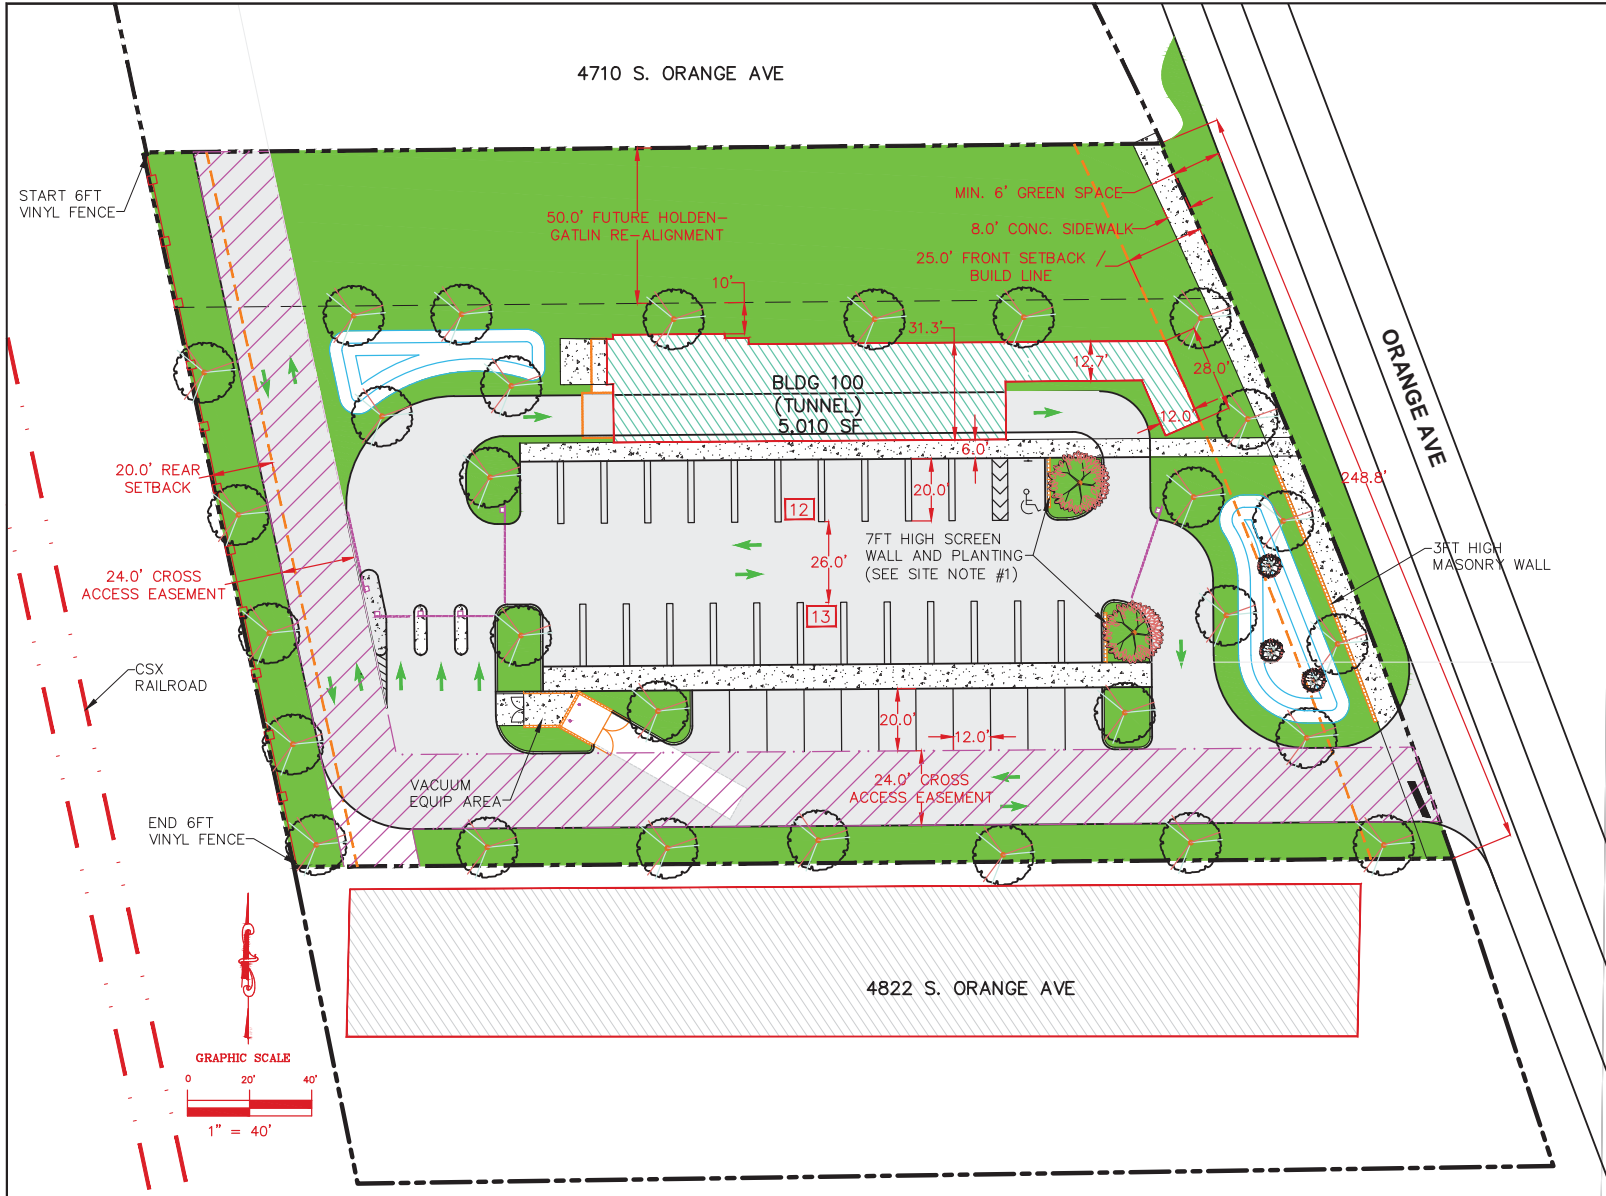 4710 S. ORANGE AVE
START 6FT
VINYL FENCE
MIN. 6' GREEN SPACE
50.0' FUTURE HOLDEN-
GATLIN RE-ALIGNMENT
8.0' CONC. SIDEWALK
25.0' FRONT SETBACK /
BUILD LINE
10'
31.3'
12.7'
28.0'
ORANGE AVE
BLDG 100
(TUNNEL)
5,010 SF
12.0'
6.0'
20.0' REAR
SETBACK
20.0'
248.8'
12
7FT HIGH SCREEN
WALL AND PLANTING
(SEE SITE NOTE #1)
26.0'
3FT HIGH
MASONRY WALL
24.0' CROSS
ACCESS EASEMENT
13
CSX
RAILROAD
20.0'
12.0'
VACUUM
EQUIP AREA
24.0' CROSS
ACCESS EASEMENT
END 6FT
VINYL FENCE
4822 S. ORANGE AVE
GRAPHIC SCALE
0 20' 40'
1" = 40'